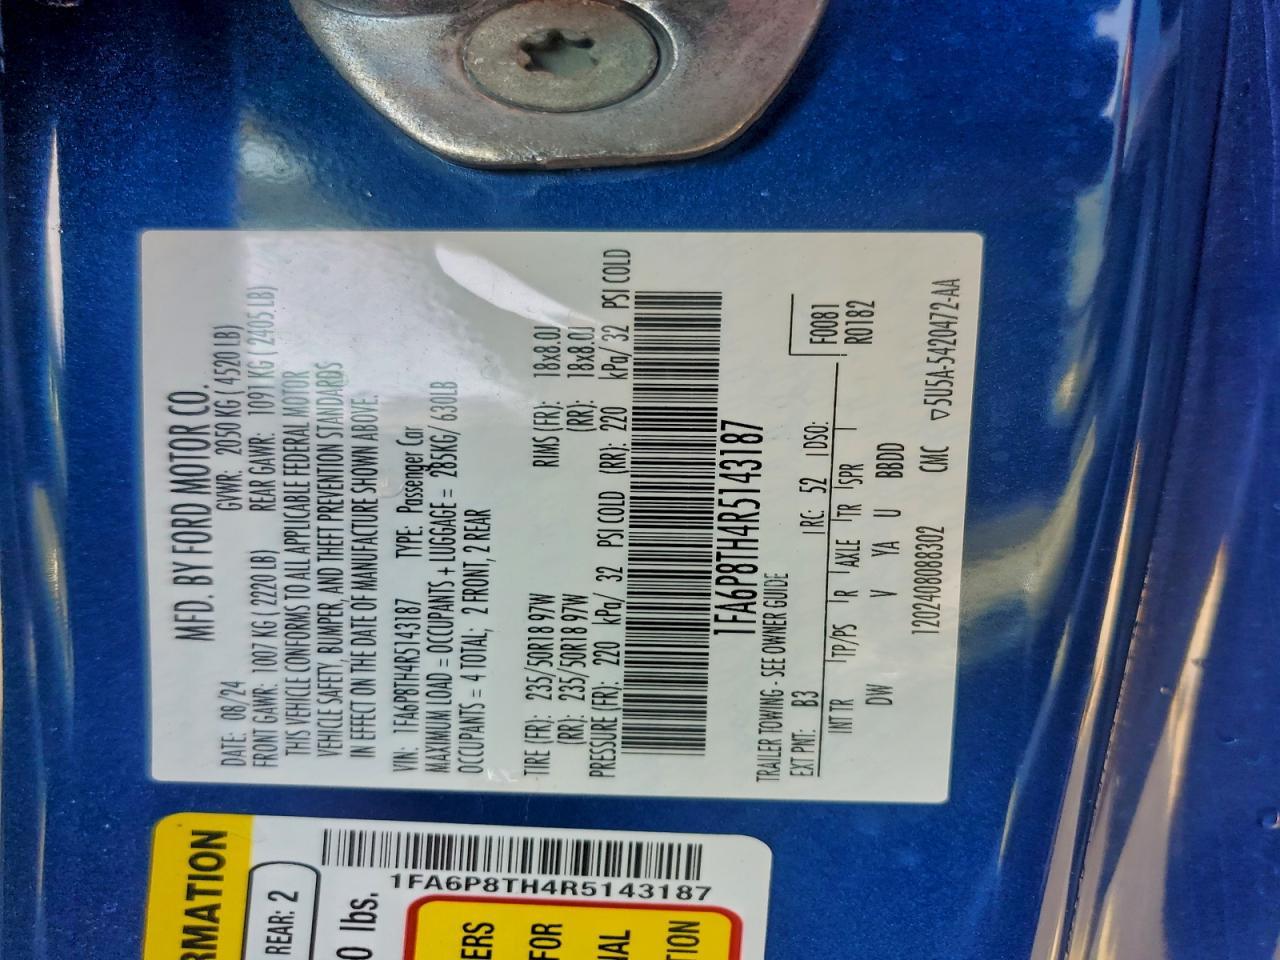 MFD. BY FORD MOTOR CO.
DATE: 08/24 GVWR: 2050 KG ( 4520 LB)
FRONT GAWR: 1007 KG ( 2220 LB) REAR GAWR: 1091 KG ( 2405 LB)
THIS VEHICLE CONFORMS TO ALL APPLICABLE FEDERAL MOTOR
VEHICLE SAFETY, BUMPER, AND THEFT PREVENTION STANDARDS
IN EFFECT ON THE DATE OF MANUFACTURE SHOWN ABOVE.
VIN: 1FA6P8TH4R5143187 TYPE: Passenger Car
MAXIMUM LOAD = OCCUPANTS + LUGGAGE = 285KG/ 630LB
OCCUPANTS = 4 TOTAL; 2 FRONT, 2 REAR
TIRE (FR): 235/50R18 97W RIMS (FR): 18x8.0J
(RR): 235/50R18 97W (RR): 18x8.0J
PRESSURE (FR): 220 kPa/ 32 PSI COLD (RR): 220 kPa/ 32 PSI COLD
1FA6P8TH4R5143187
TRAILER TOWING - SEE OWNER GUIDE
EXT PNT: B3 RC: 52 DSO: F0081
INT TR TP/PS R AXLE TR SPR R0182
DW V YA U BBDD
1202408088302 CMC ▽5U5A-5420472-AA
RMATION
REAR: 2
0 lbs.
1FA6P8TH4R5143187
ERS
FOR
IAL
TION